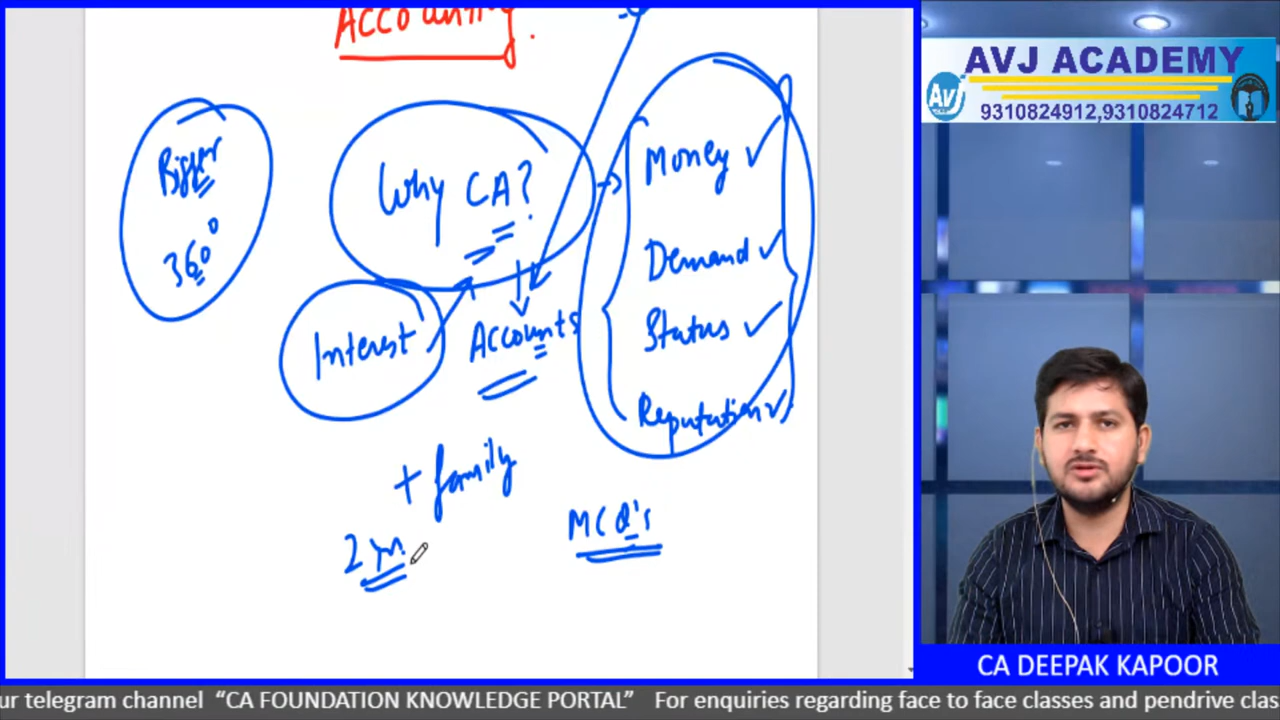 Accounting.
Bigger
360°
Why CA?
Interest
Accounts
Money
Demand
Status
Reputation
+ family
2 yr.
MCQ's
AVJ ACADEMY
AVJ
9310824912,9310824712
CA DEEPAK KAPOOR
ur telegram channel “CA FOUNDATION KNOWLEDGE PORTAL” For enquiries regarding face to face classes and pendrive clas